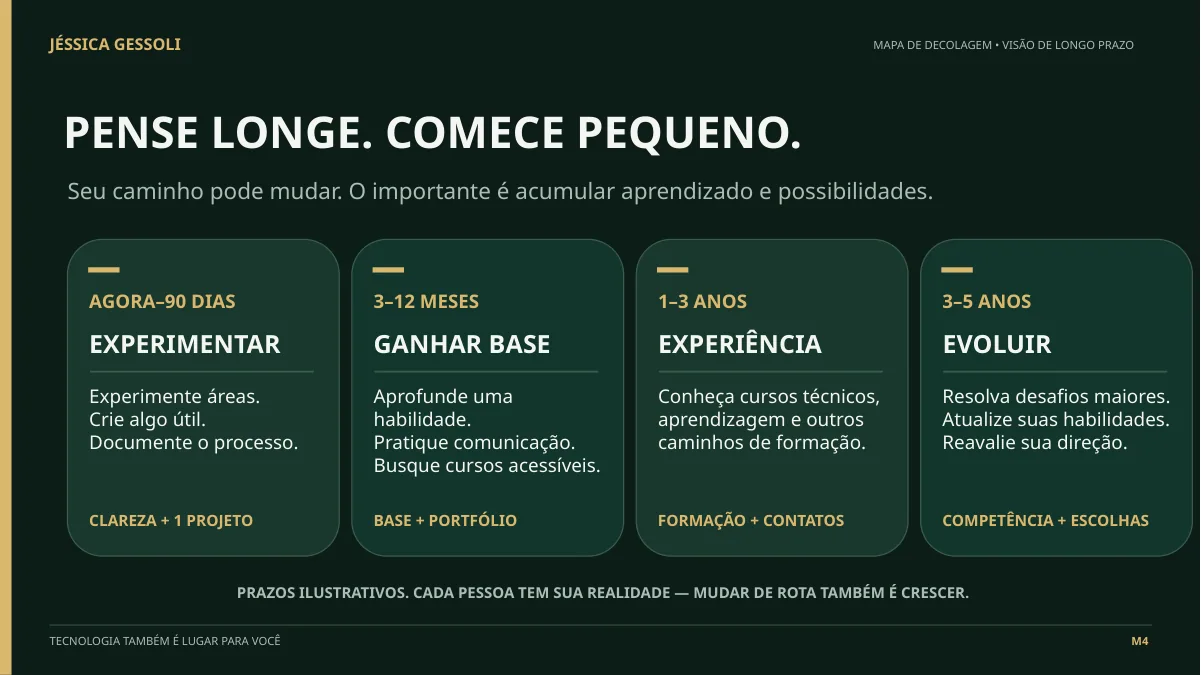 JÉSSICA GESSOLI
MAPA DE DECOLAGEM • VISÃO DE LONGO PRAZO
PENSE LONGE. COMECE PEQUENO.
Seu caminho pode mudar. O importante é acumular aprendizado e possibilidades.
AGORA–90 DIAS
EXPERIMENTAR
Experimente áreas.
Crie algo útil.
Documente o processo.
CLAREZA + 1 PROJETO
3–12 MESES
GANHAR BASE
Aprofunde uma
habilidade.
Pratique comunicação.
Busque cursos acessíveis.
BASE + PORTFÓLIO
1–3 ANOS
EXPERIÊNCIA
Conheça cursos técnicos,
aprendizagem e outros
caminhos de formação.
FORMAÇÃO + CONTATOS
3–5 ANOS
EVOLUIR
Resolva desafios maiores.
Atualize suas habilidades.
Reavalie sua direção.
COMPETÊNCIA + ESCOLHAS
PRAZOS ILUSTRATIVOS. CADA PESSOA TEM SUA REALIDADE — MUDAR DE ROTA TAMBÉM É CRESCER.
TECNOLOGIA TAMBÉM É LUGAR PARA VOCÊ
M4